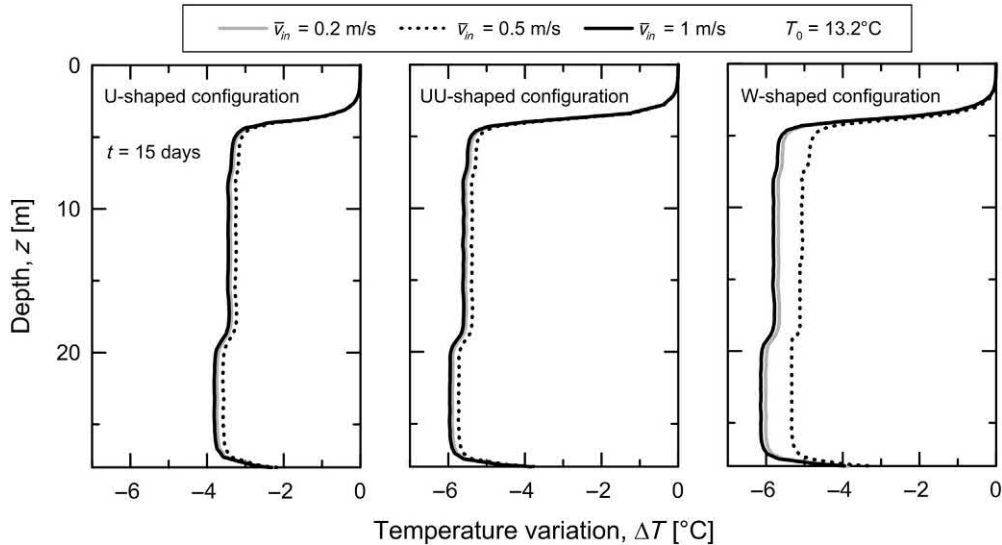 v̄in = 0.2 m/s v̄in = 0.5 m/s v̄in = 1 m/s T0 = 13.2°C
U-shaped configuration UU-shaped configuration W-shaped configuration
t = 15 days
Depth, z [m]
0
10
20
−6 −4 −2 0 −6 −4 −2 0 −6 −4 −2 0
Temperature variation, ΔT [°C]